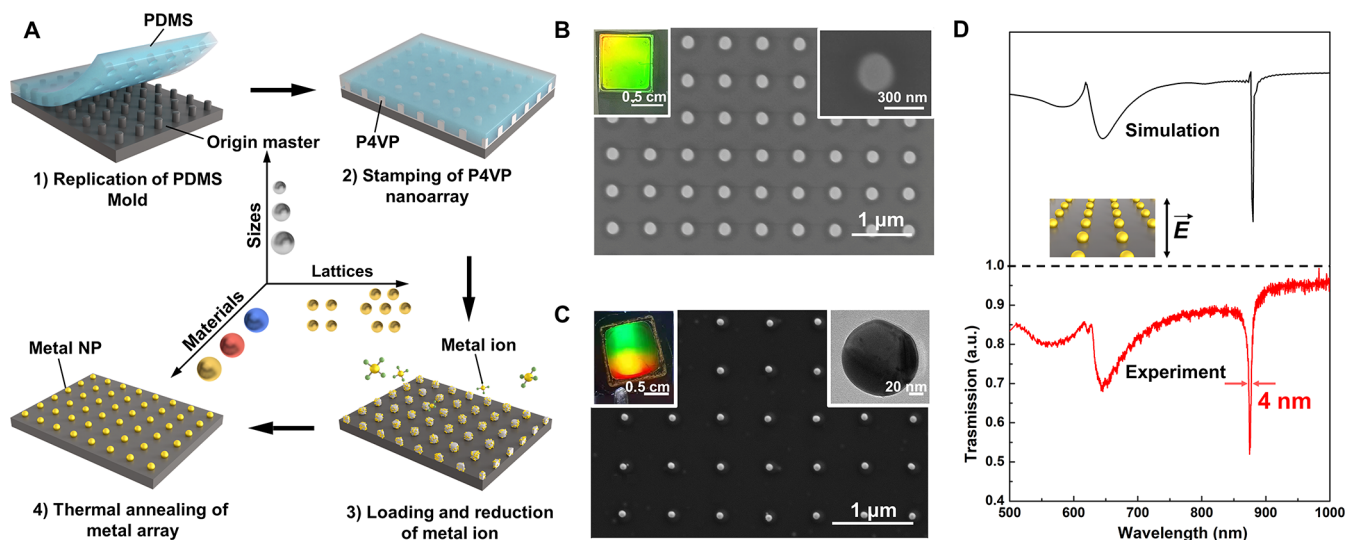 A
PDMS
Origin master
1) Replication of PDMS
Mold
P4VP
2) Stamping of P4VP
nanoarray
Sizes
Lattices
Materials
Metal NP
Metal ion
4) Thermal annealing of
metal array
3) Loading and reduction
of metal ion
B
0.5 cm
300 nm
1 μm
C
0.5 cm
20 nm
1 μm
D
Simulation
E
1.0
0.9
0.8
0.7
0.6
0.5
0.4
Experiment
4 nm
Trasmission (a.u.)
500
600
700
800
900
1000
Wavelength (nm)